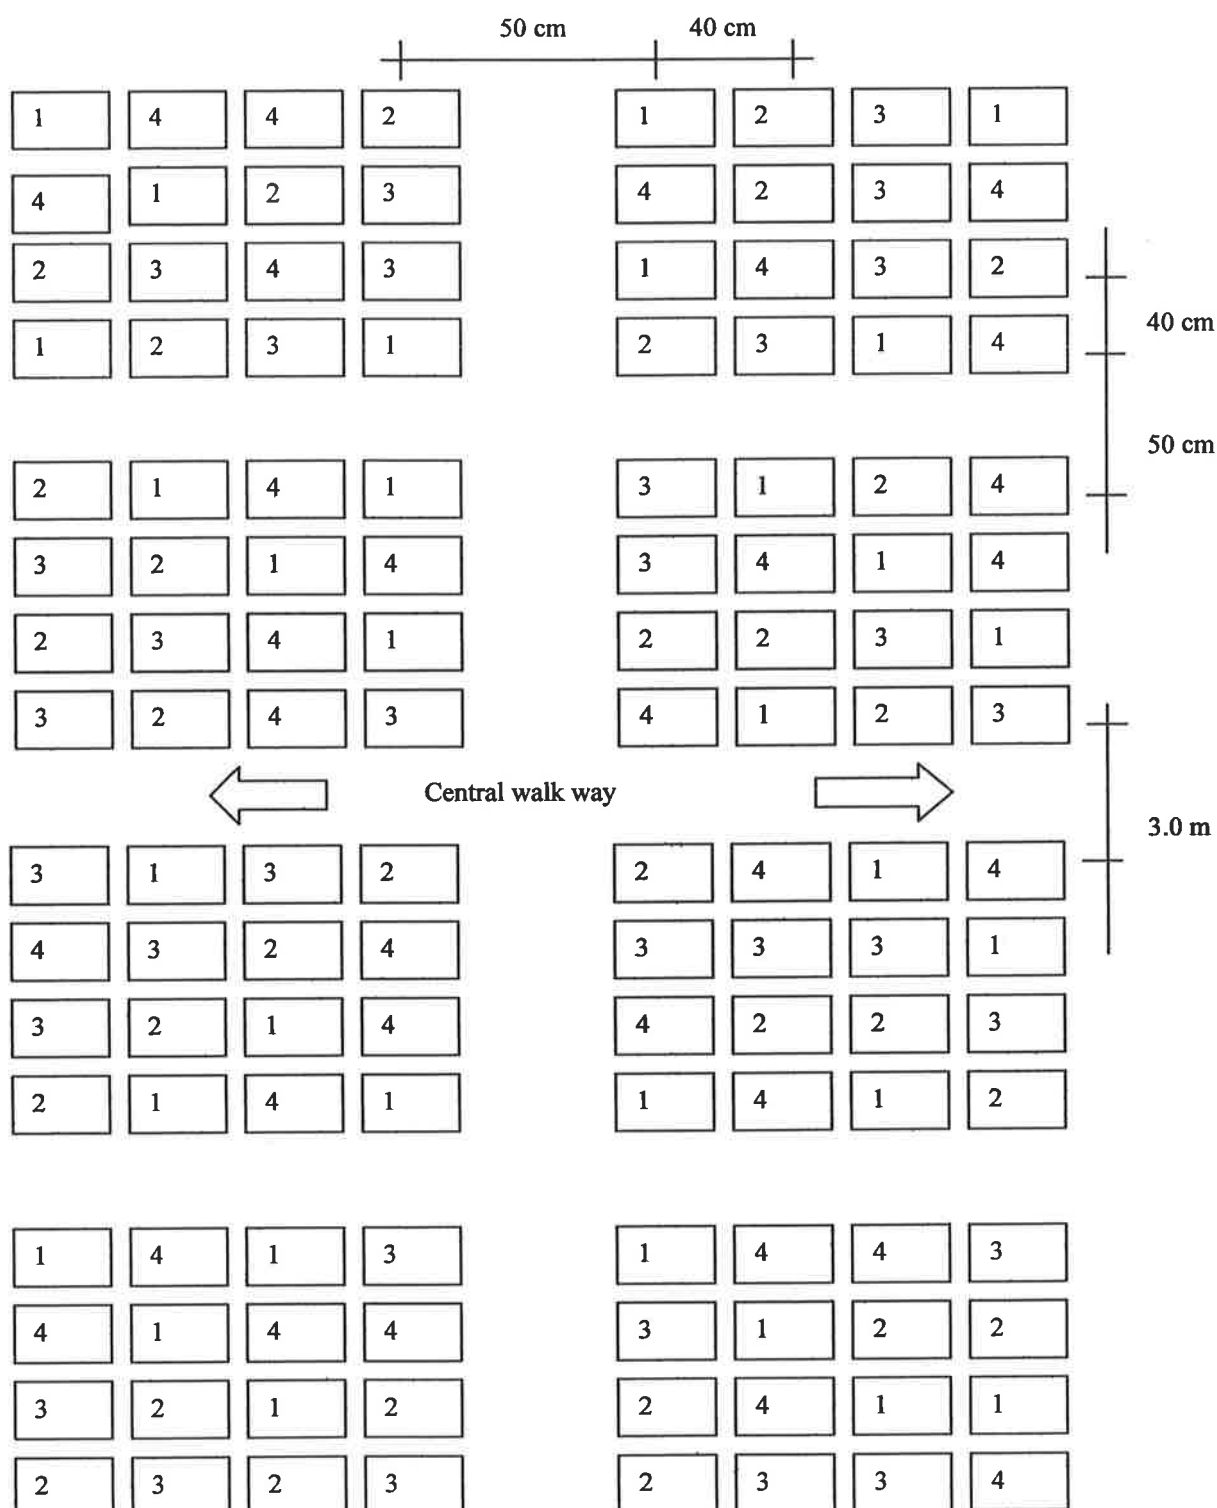 50 cm 40 cm
1 4 4 2 1 2 3 1
4 1 2 3 4 2 3 4
2 3 4 3 1 4 3 2
40 cm
1 2 3 1 2 3 1 4
50 cm
2 1 4 1 3 1 2 4
3 2 1 4 3 4 1 4
2 3 4 1 2 2 3 1
3 2 4 3 4 1 2 3
Central walk way
3.0 m
3 1 3 2 2 4 1 4
4 3 2 4 3 3 3 1
3 2 1 4 4 2 2 3
2 1 4 1 1 4 1 2
1 4 1 3 1 4 4 3
4 1 4 4 3 1 2 2
3 2 1 2 2 4 1 1
2 3 2 3 2 3 3 4